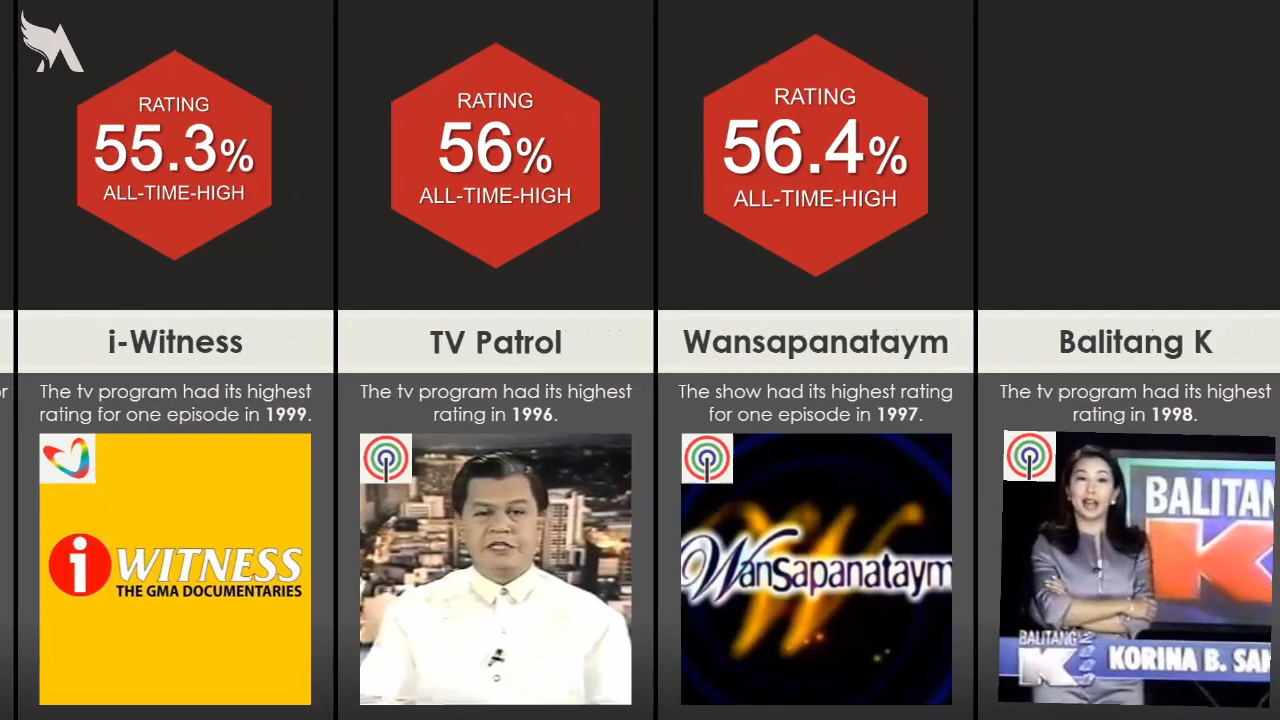 RATING
55.3%
ALL-TIME-HIGH
i-Witness
The tv program had its highest
rating for one episode in 1999.
i WITNESS
THE GMA DOCUMENTARIES
RATING
56%
ALL-TIME-HIGH
TV Patrol
The tv program had its highest
rating in 1996.
RATING
56.4%
ALL-TIME-HIGH
Wansapanataym
The show had its highest rating
for one episode in 1997.
Wansapanataym
Balitang K
The tv program had its highest
rating in 1998.
BALITAN
K
BALITANG
K
KORINA B. SAN